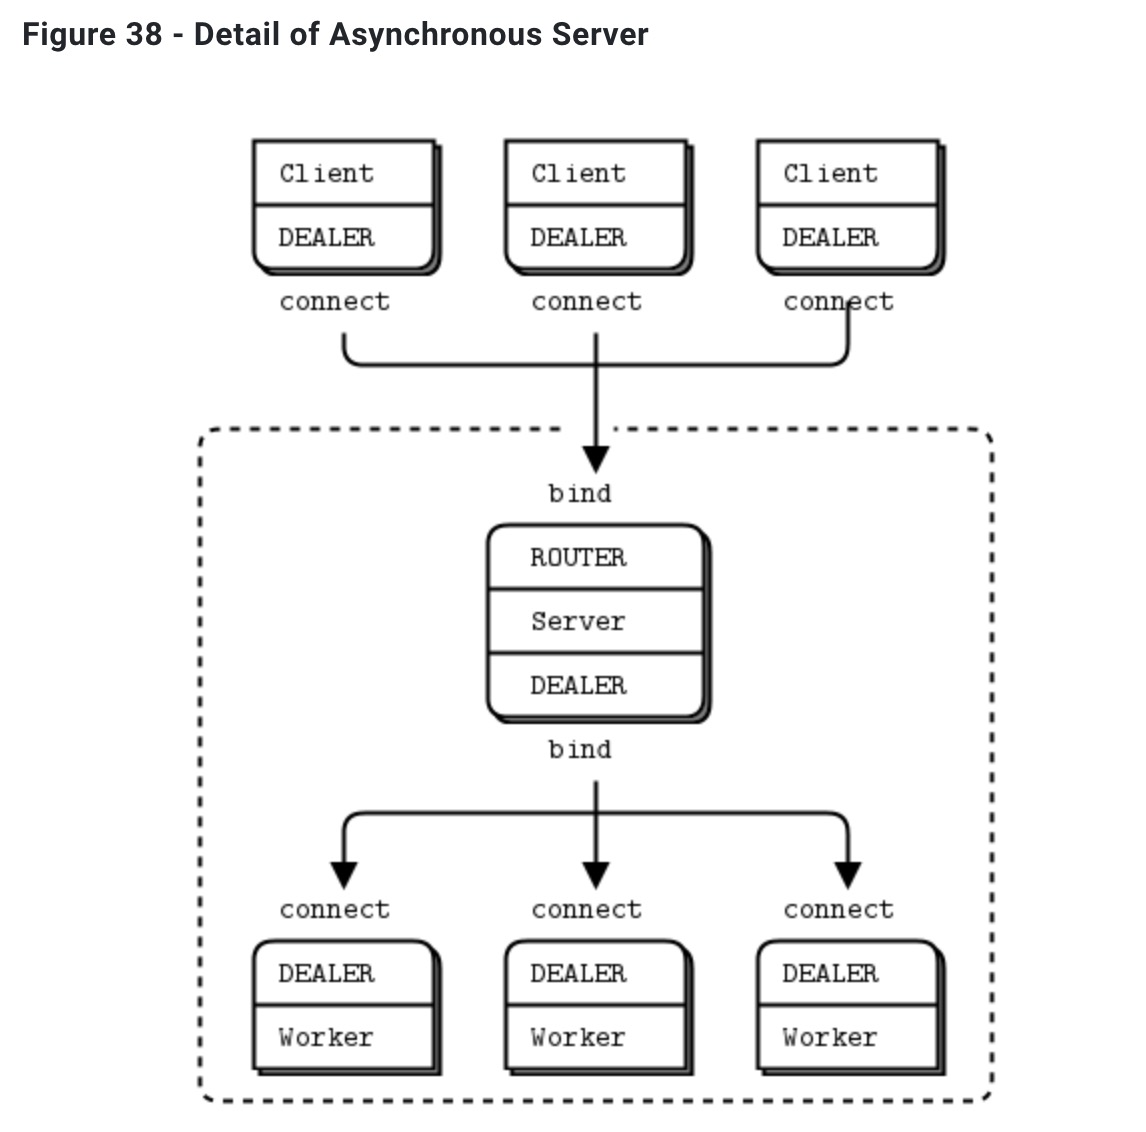 Figure 38 - Detail of Asynchronous Server
Client Client Client
DEALER DEALER DEALER
connect connect connect
bind
ROUTER
Server
DEALER
bind
connect connect connect
DEALER DEALER DEALER
Worker Worker Worker